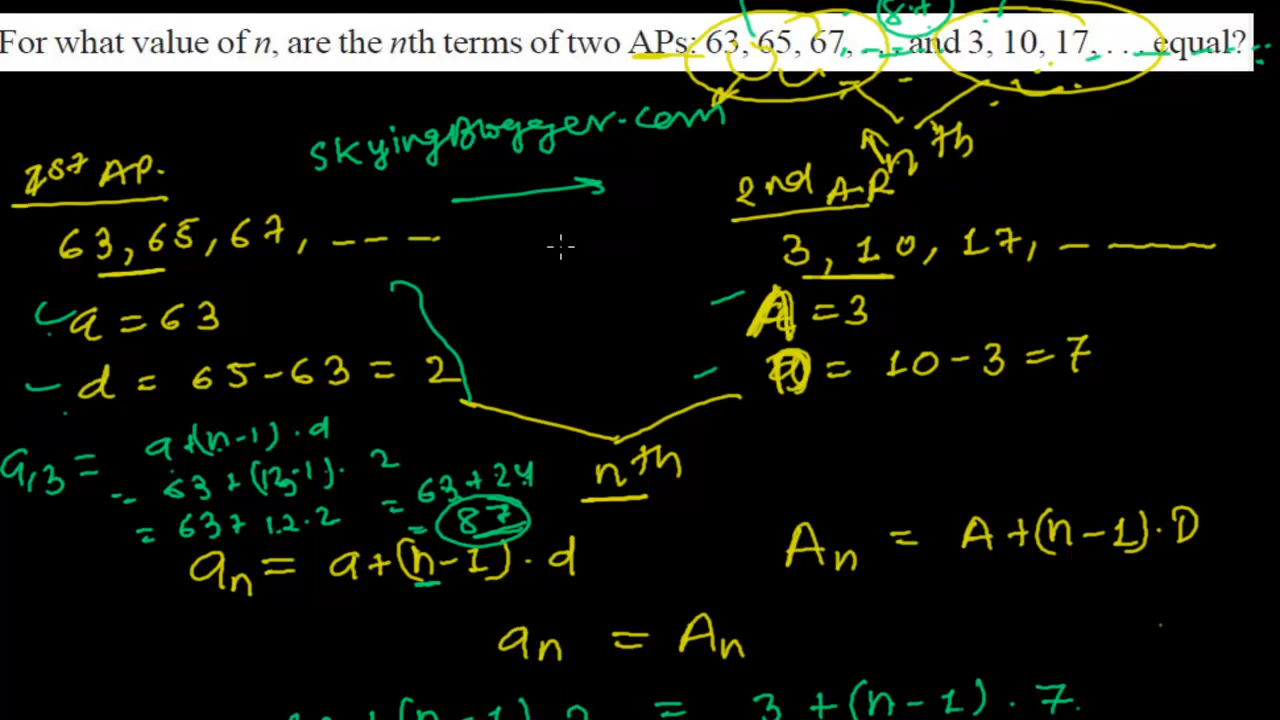 For what value of n, are the nth terms of two APs: 63, 65, 67, . . . and 3, 10, 17, . . . equal?
skyingBlogger.com
nth
1st AP.
2nd AP
63, 65, 67, - - -
3, 10, 17, - —
a = 63
A = 3
d = 65-63 = 2
D = 10-3 = 7
a13 = a+(n-1).d
= 63+(13-1).2
= 63+12.2
= 63+24
= 87
nth
an = a+(n-1).d
An = A+(n-1).D
an = An
+(n-1).2 = 3+(n-1).7